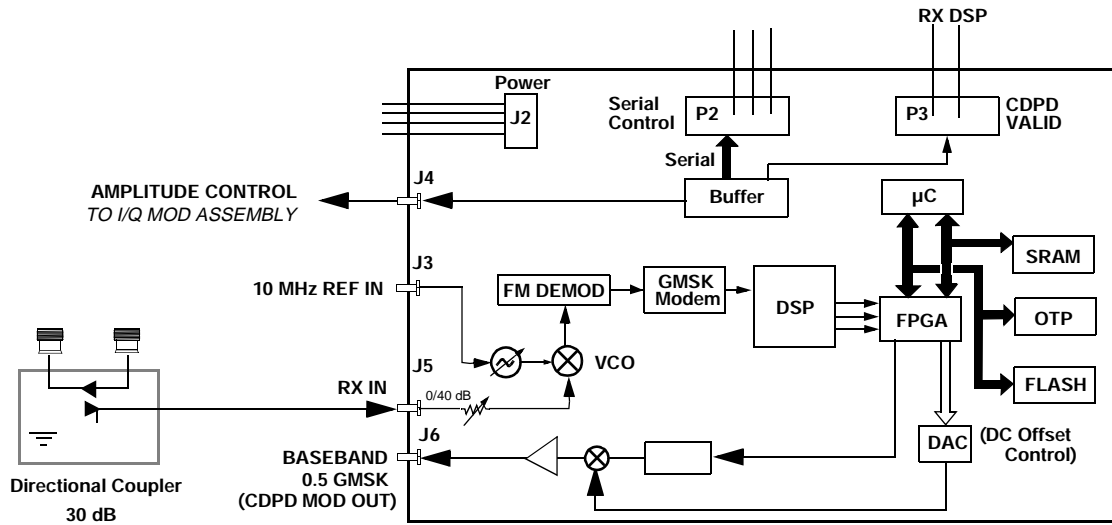 RX DSP
Power
J2
Serial
Control
P2
P3
CDPD
VALID
Serial
J4
AMPLITUDE CONTROL
TO I/Q MOD ASSEMBLY
Buffer
µC
SRAM
J3
10 MHz REF IN
FM DEMOD
GMSK
Modem
DSP
FPGA
OTP
VCO
J5
RX IN
0/40 dB
FLASH
J6
BASEBAND
0.5 GMSK
(CDPD MOD OUT)
DAC
(DC Offset
Control)
Directional Coupler
30 dB